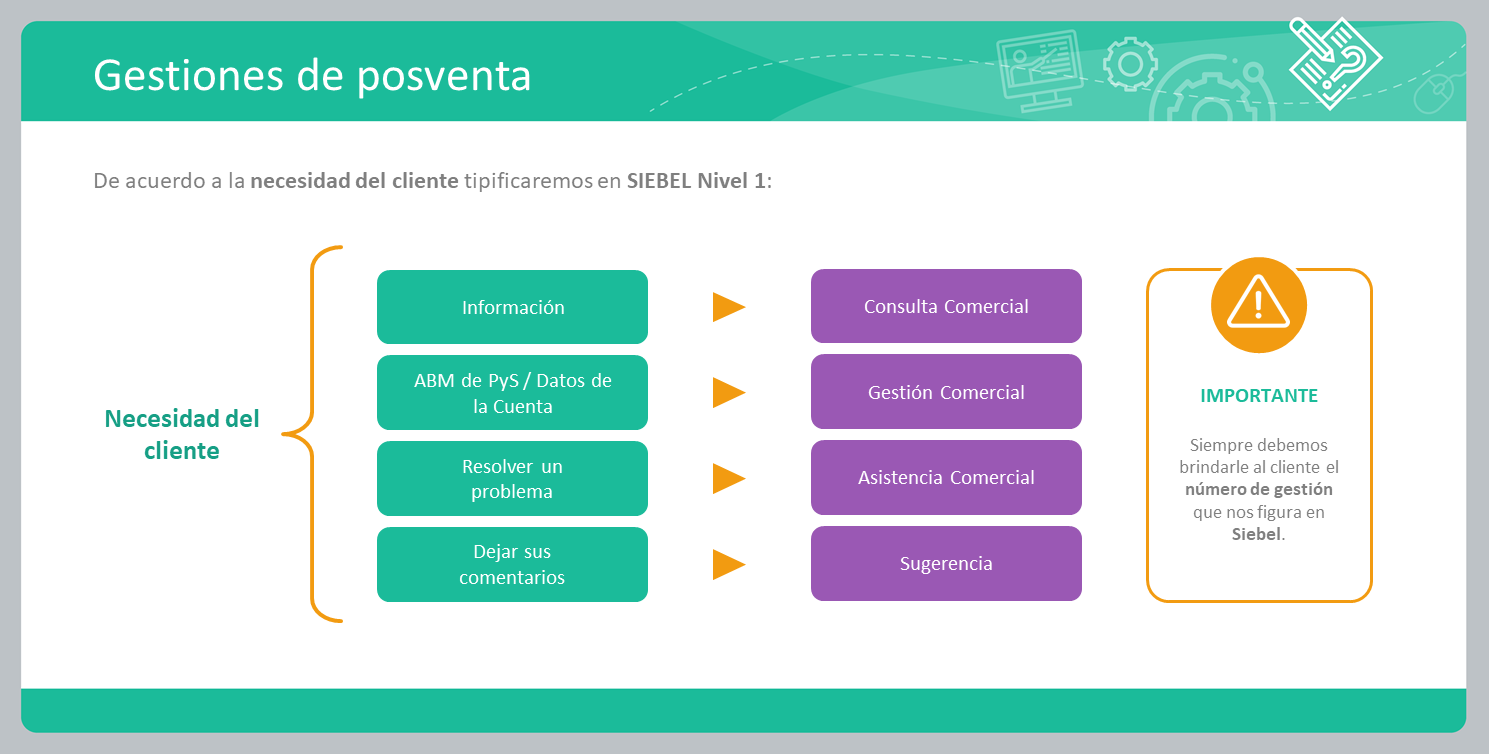 Gestiones de posventa
De acuerdo a la necesidad del cliente tipificaremos en SIEBEL Nivel 1:
Necesidad del
cliente
Información
Consulta Comercial
ABM de PyS / Datos de
la Cuenta
Gestión Comercial
Resolver un
problema
Asistencia Comercial
Dejar sus
comentarios
Sugerencia
IMPORTANTE
Siempre debemos
brindarle al cliente el
número de gestión
que nos figura en
Siebel.